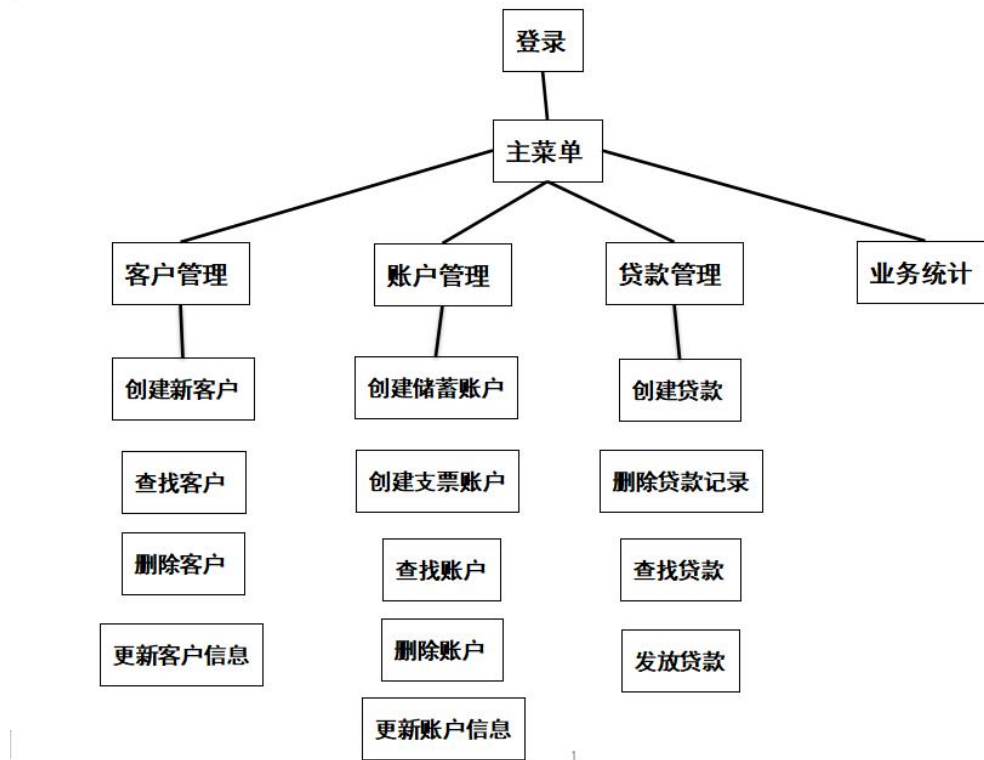 登录
主菜单
客户管理
账户管理
贷款管理
业务统计
创建新客户
创建储蓄账户
创建贷款
查找客户
创建支票账户
删除贷款记录
删除客户
查找账户
查找贷款
更新客户信息
删除账户
发放贷款
更新账户信息
1